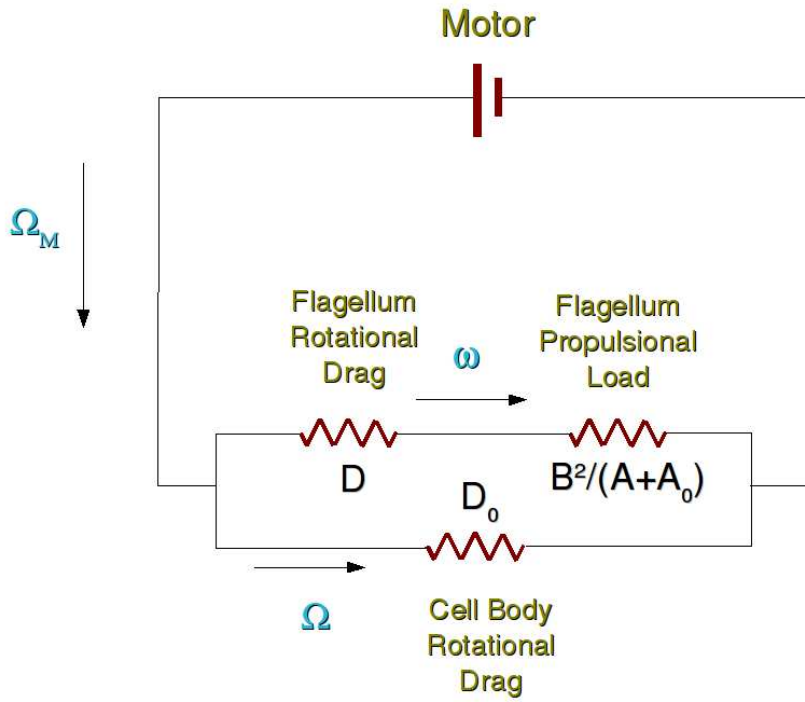 Motor
Ω_M
Flagellum
Rotational
Drag
ω
Flagellum
Propulsional
Load
D
B²/(A+A₀)
D₀
Ω
Cell Body
Rotational
Drag